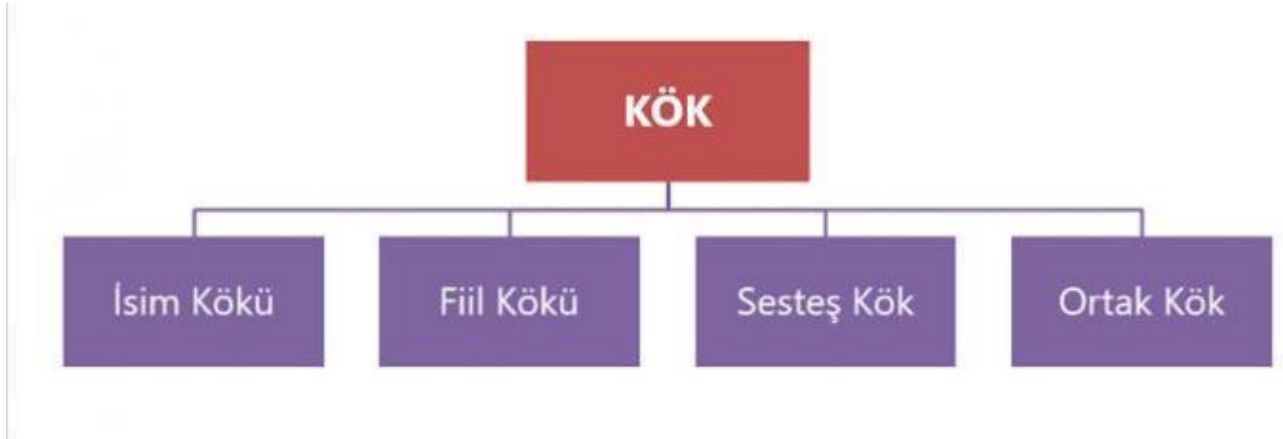 KÖK
İsim Kökü
Fiil Kökü
Sesteş Kök
Ortak Kök